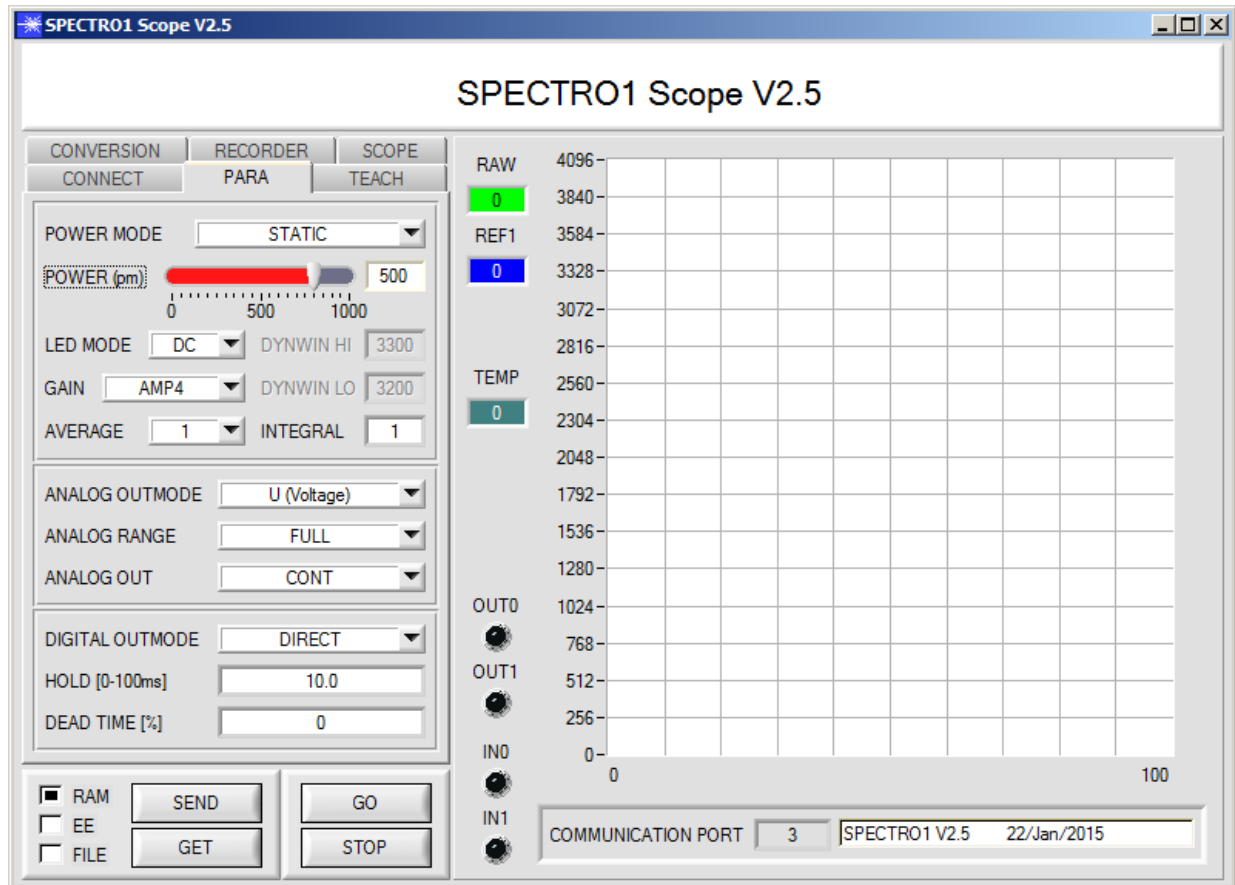 SPECTRO1 Scope V2.5
SPECTRO1 Scope V2.5
CONVERSION RECORDER SCOPE
CONNECT PARA TEACH
POWER MODE STATIC
POWER (pm) 500
0 500 1000
LED MODE DC DYNWIN HI 3300
GAIN AMP4 DYNWIN LO 3200
AVERAGE 1 INTEGRAL 1
ANALOG OUTMODE U (Voltage)
ANALOG RANGE FULL
ANALOG OUT CONT
DIGITAL OUTMODE DIRECT
HOLD [0-100ms] 10.0
DEAD TIME [%] 0
RAM
EE
FILE
SEND
GET
GO
STOP
RAW
0
REF1
0
TEMP
0
OUT0
OUT1
IN0
IN1
4096
3840
3584
3328
3072
2816
2560
2304
2048
1792
1536
1280
1024
768
512
256
0
0 100
COMMUNICATION PORT 3 SPECTRO1 V2.5 22/Jan/2015